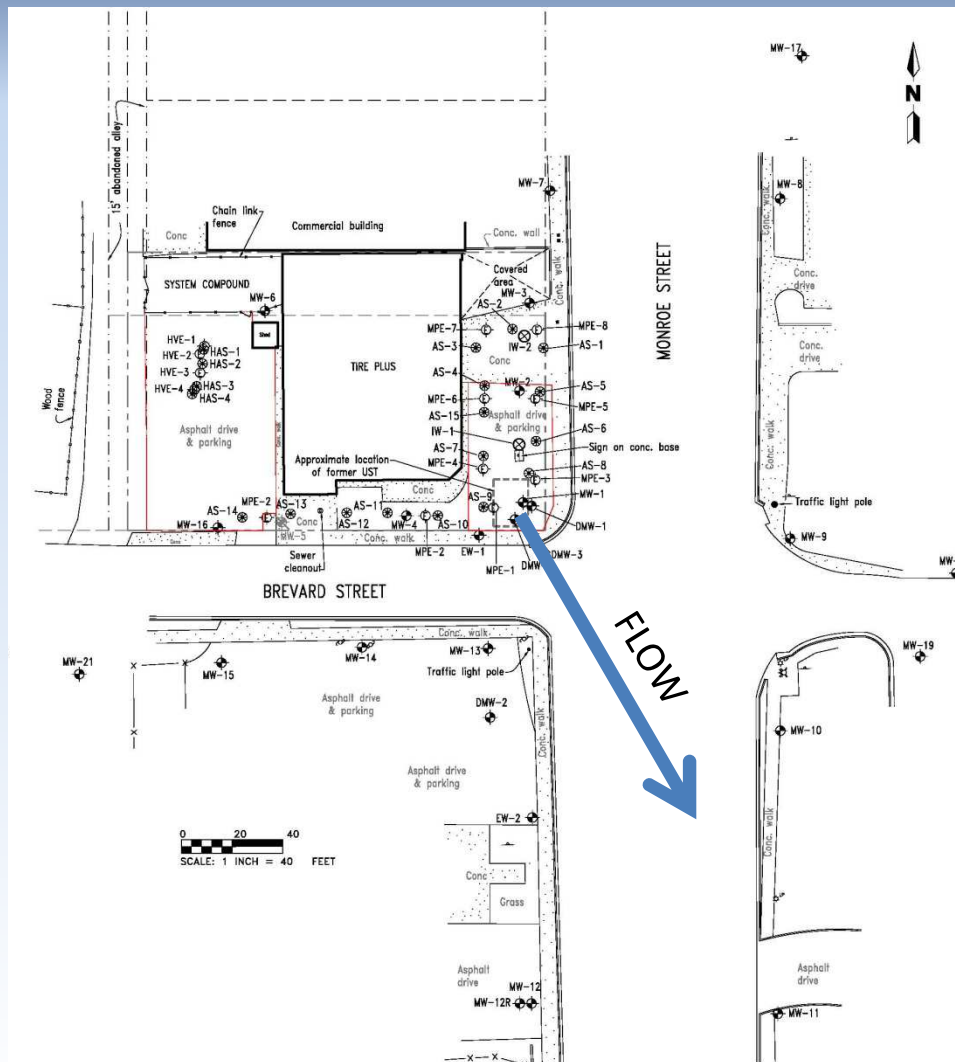 MW-17
N
15' abandoned alley
MW-7
MW-8
Conc. walk
Chain link
fence
Commercial building
Conc
Conc. wall
Conc. walk
MONROE STREET
Conc.
drive
Covered
area
SYSTEM COMPOUND
MW-6
MW-3
AS-2
Shed
MPE-7
MPE-8
IW-2
HVE-1
HAS-1
AS-3
AS-1
HVE-2
HAS-2
Conc
Conc.
drive
HVE-3
TIRE PLUS
AS-4
MW-2
AS-5
HVE-4
HAS-3
HAS-4
MPE-6
MPE-5
Wood
fence
Asphalt drive
& parking
AS-15
Asphalt drive
& parking
AS-6
IW-1
Sign on conc. base
Conc. walk
AS-7
Approximate location
of former UST
MPE-4
AS-8
MPE-3
Conc
MW-1
Traffic light pole
MPE-2
AS-13
AS-11
AS-9
AS-14
Conc
DMW-1
MW-16
AS-12
MW-4
AS-10
MW-5
Conc. walk
MW-9
Sewer
cleanout
MPE-2
EW-1
DMW-3
MPE-1
DMW
MW-
BREVARD STREET
FLOW
Conc. walk
MW-21
MW-15
MW-14
MW-13
MW-19
Traffic light pole
Asphalt drive
& parking
DMW-2
Conc. walk
MW-10
Asphalt drive
& parking
EW-2
0 20 40
SCALE: 1 INCH = 40 FEET
Conc. walk
Conc
Grass
Asphalt
drive
Asphalt
drive
MW-12
MW-12R
MW-11